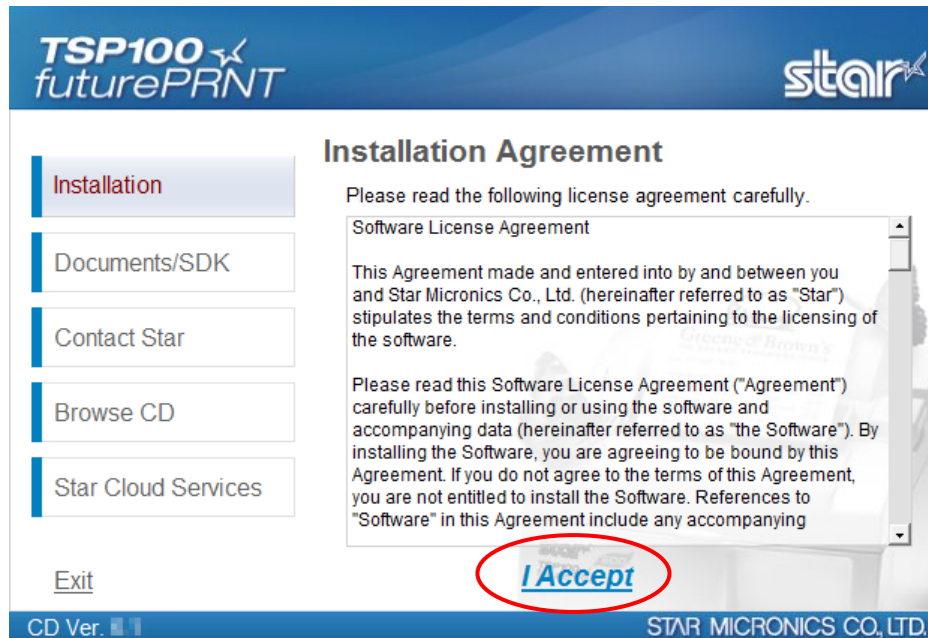 TSP100
futurePRNT
star
Installation
Documents/SDK
Contact Star
Browse CD
Star Cloud Services
Exit
Installation Agreement
Please read the following license agreement carefully.
Software License Agreement
This Agreement made and entered into by and between you
and Star Micronics Co., Ltd. (hereinafter referred to as "Star")
stipulates the terms and conditions pertaining to the licensing of
the software.
Please read this Software License Agreement ("Agreement")
carefully before installing or using the software and
accompanying data (hereinafter referred to as "the Software"). By
installing the Software, you are agreeing to be bound by this
Agreement. If you do not agree to the terms of this Agreement,
you are not entitled to install the Software. References to
"Software" in this Agreement include any accompanying
Greene & Brown's
I Accept
CD Ver.
STAR MICRONICS CO., LTD.